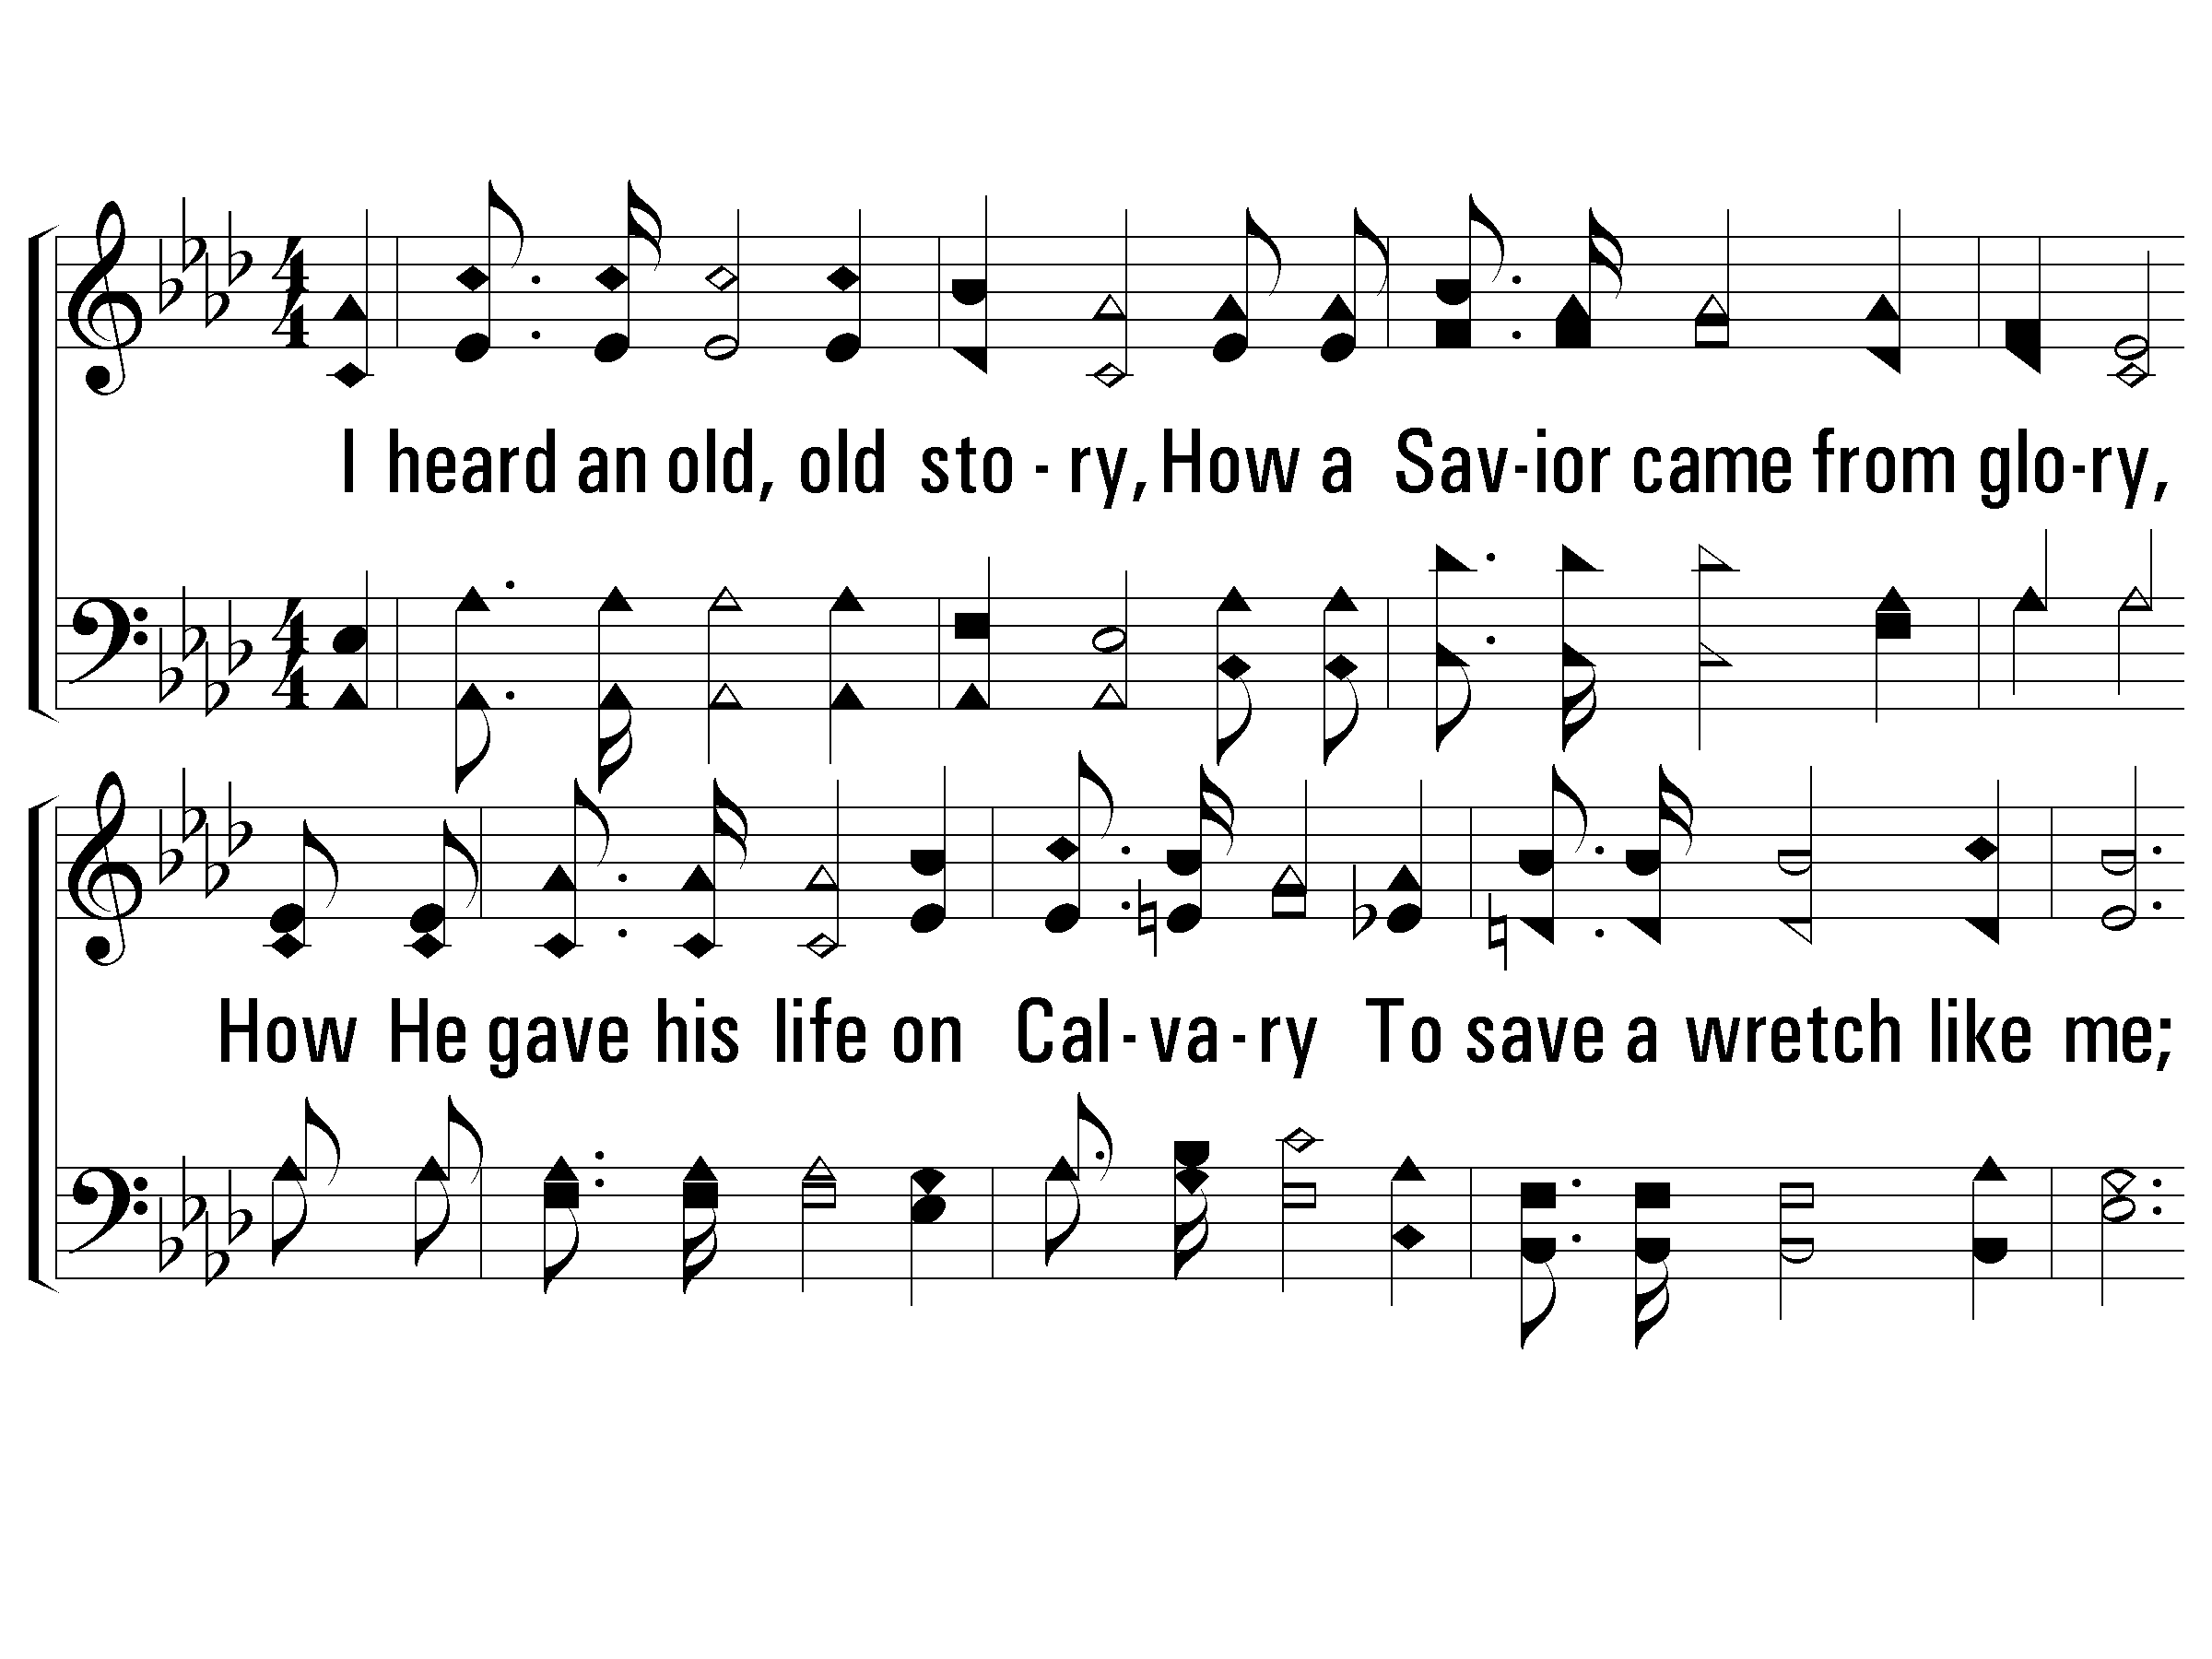 I heard an old, old sto - ry, How a Sav-ior came from glo-ry,
How He gave his life on Cal - va - ry To save a wretch like me;